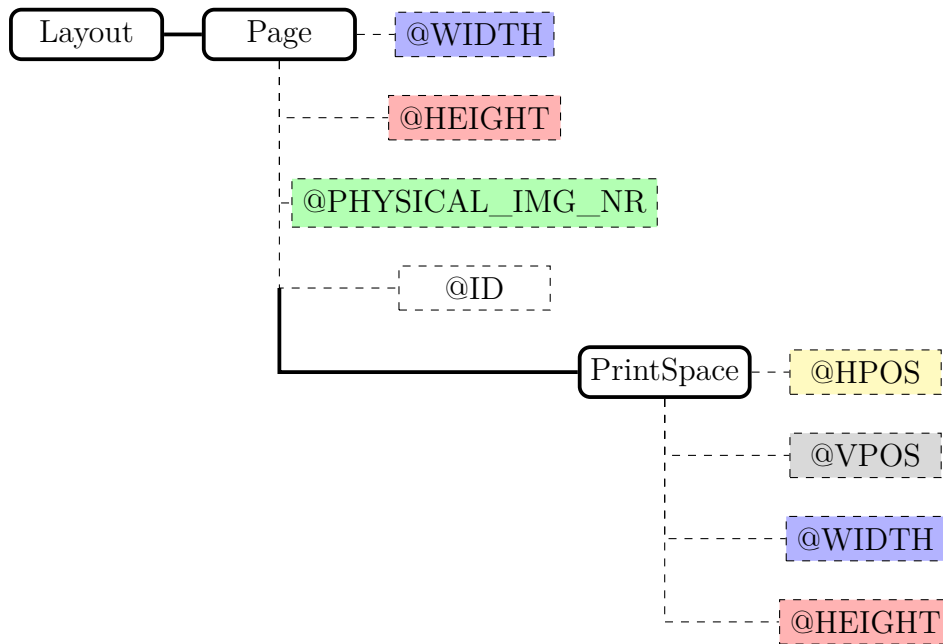 Layout Page @WIDTH
@HEIGHT
@PHYSICAL_IMG_NR
@ID
PrintSpace @HPOS
@VPOS
@WIDTH
@HEIGHT